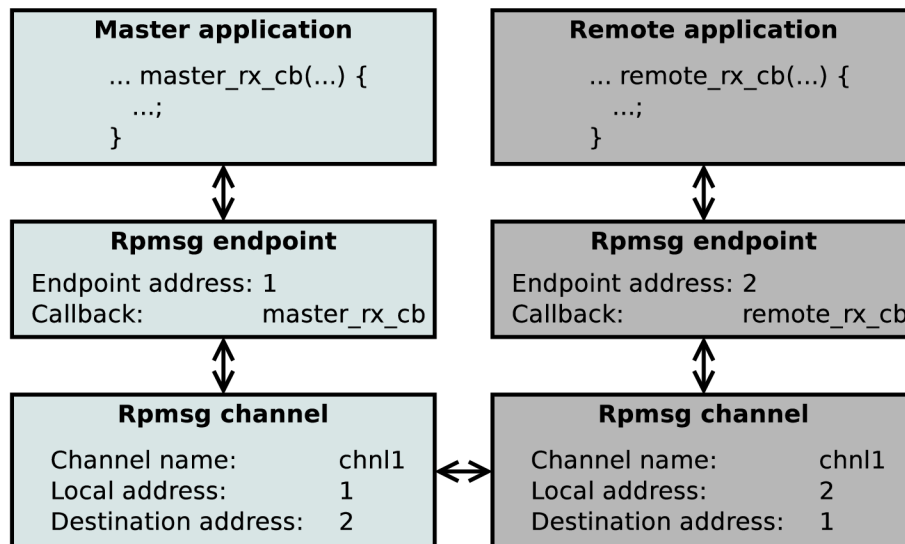 Master application
... master_rx_cb(...) {
...;
}
Remote application
... remote_rx_cb(...) {
...;
}
Rpmsg endpoint
Endpoint address: 1
Callback: master_rx_cb
Rpmsg endpoint
Endpoint address: 2
Callback: remote_rx_cb
Rpmsg channel
Channel name: chnl1
Local address: 1
Destination address: 2
Rpmsg channel
Channel name: chnl1
Local address: 2
Destination address: 1